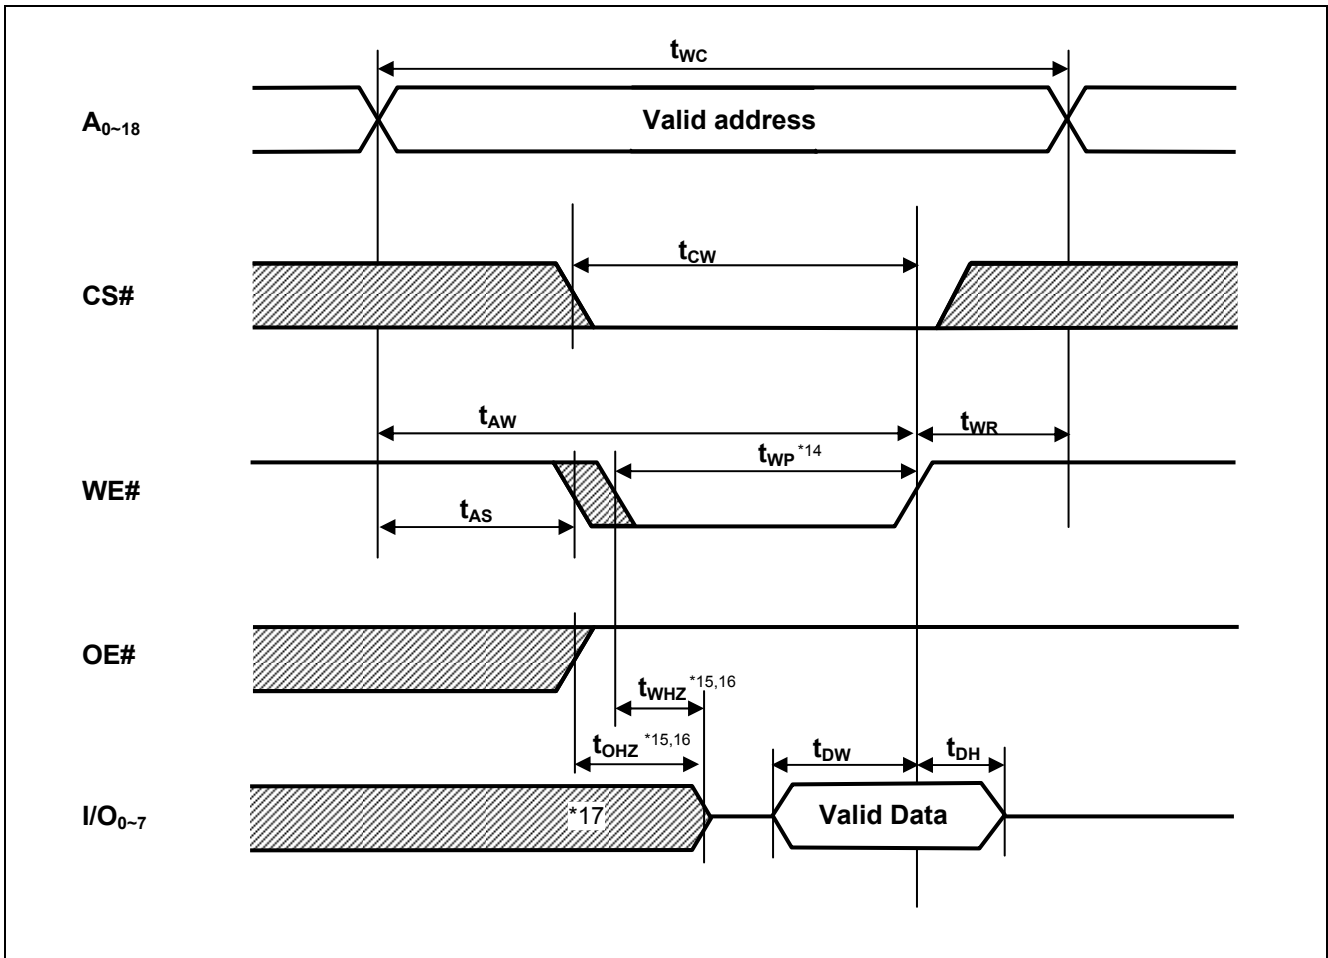 tWC
A0~18
Valid address
tCW
CS#
tAW
tWR
tWP *14
WE#
tAS
OE#
tWHZ *15,16
tOHZ *15,16
tDW
tDH
I/O0~7
*17
Valid Data